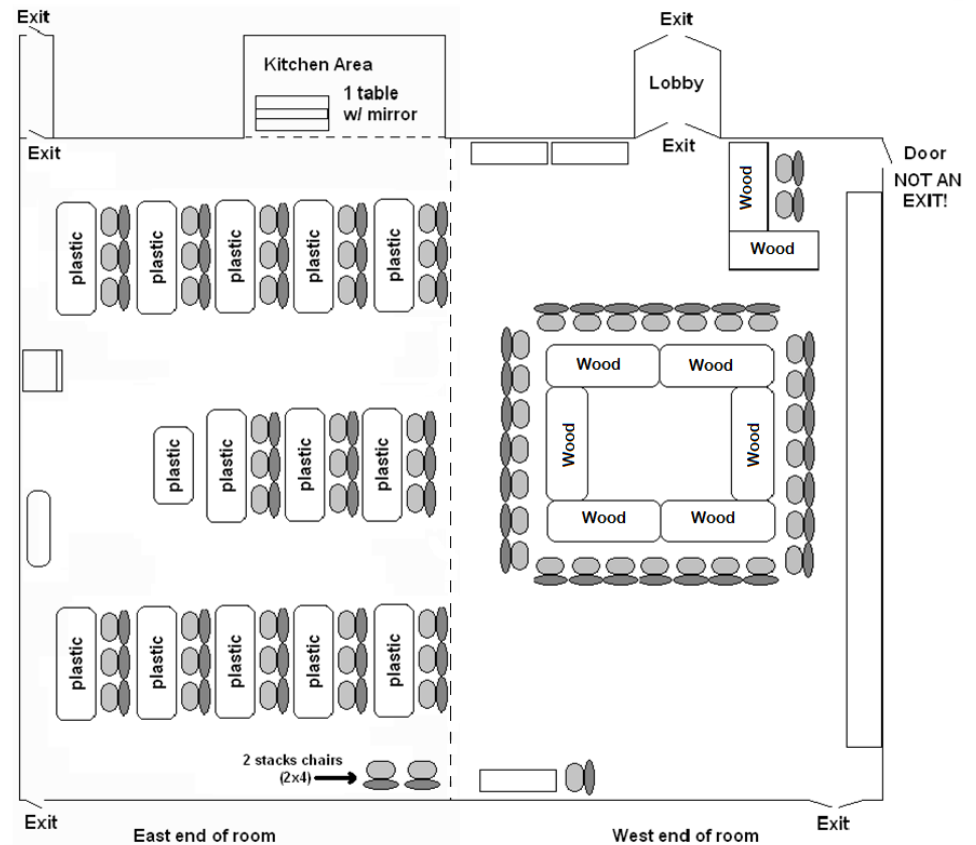 Exit
Exit
Kitchen Area
1 table
w/ mirror
Lobby
Exit
Exit
Door
NOT AN
EXIT!
Wood
Wood
plastic
plastic
plastic
plastic
plastic
Wood
Wood
Wood
Wood
Wood
Wood
plastic
plastic
plastic
plastic
plastic
plastic
plastic
plastic
plastic
2 stacks chairs
(2x4)
Exit
East end of room
West end of room
Exit